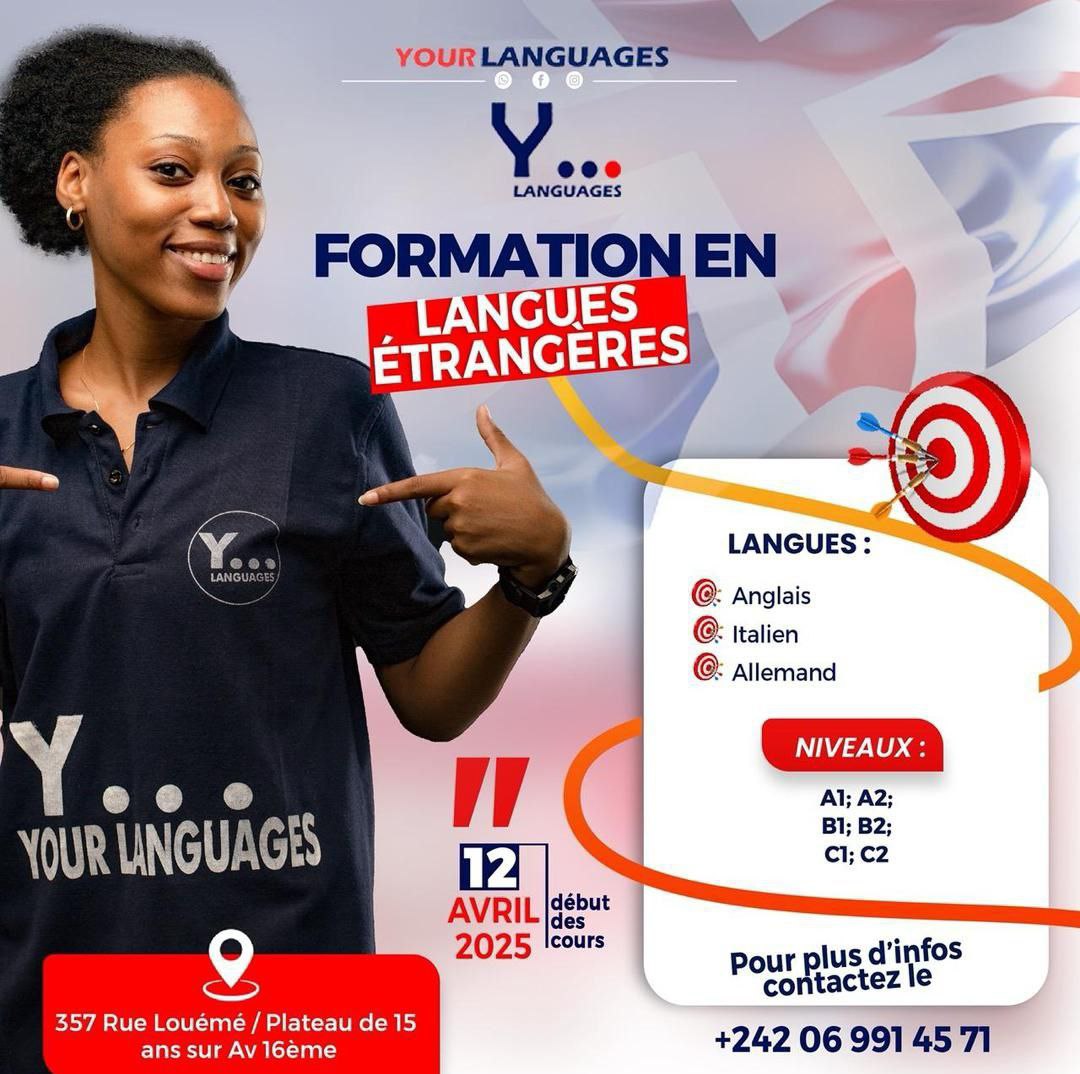 YOUR LANGUAGES
Y...
LANGUAGES
FORMATION EN
LANGUES
ÉTRANGÈRES
Y...
LANGUAGES
Y...
YOUR LANGUAGES
LANGUES :
Anglais
Italien
Allemand
NIVEAUX :
A1; A2;
B1; B2;
C1; C2
12
AVRIL
2025
début
des
cours
Pour plus d'infos
contactez le
+242 06 991 45 71
357 Rue Louémé / Plateau de 15
ans sur Av 16ème